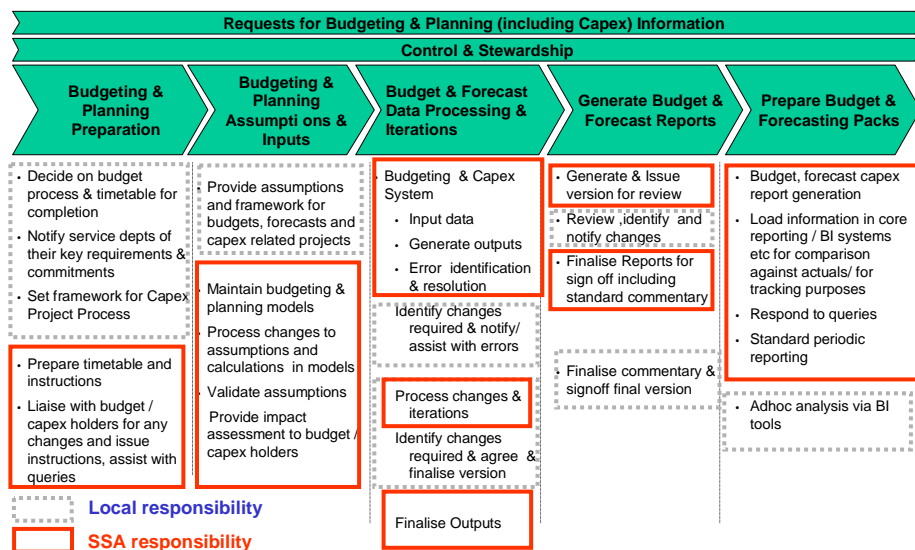 Requests for Budgeting & Planning (including Capex) Information
Control & Stewardship
Budgeting &
Planning
Preparation
Budgeting &
Planning
Assumpti ons &
Inputs
Budget & Forecast
Data Processing &
Iterations
Generate Budget &
Forecast Reports
Prepare Budget &
Forecasting Packs
• Decide on budget
process & timetable for
completion
• Notify service depts of
their key requirements &
commitments
• Set framework for Capex
Project Process
• Prepare timetable and
instructions
• Liaise with budget /
capex holders for any
changes and issue
instructions, assist with
queries
• Provide assumptions
and framework for
budgets, forecasts and
capex related projects
• Maintain budgeting &
planning models
• Process changes to
assumptions and
calculations in models
• Validate assumptions
Provide impact
assessment to budget /
capex holders
• Budgeting & Capex
System
• Input data
• Generate outputs
• Error identification
& resolution
Identify changes
required & notify/
assist with errors
Process changes &
iterations
Identify changes
required & agree &
finalise version
Finalise Outputs
• Generate & Issue
version for review
• Review ,identify and
notify changes
• Finalise Reports for
sign off including
standard commentary
• Finalise commentary &
signoff final version
• Budget, forecast capex
report generation
• Load information in core
reporting / BI systems
etc for comparison
against actuals/ for
tracking purposes
• Respond to queries
• Standard periodic
reporting
• Adhoc analysis via BI
tools
Local responsibility
SSA responsibility